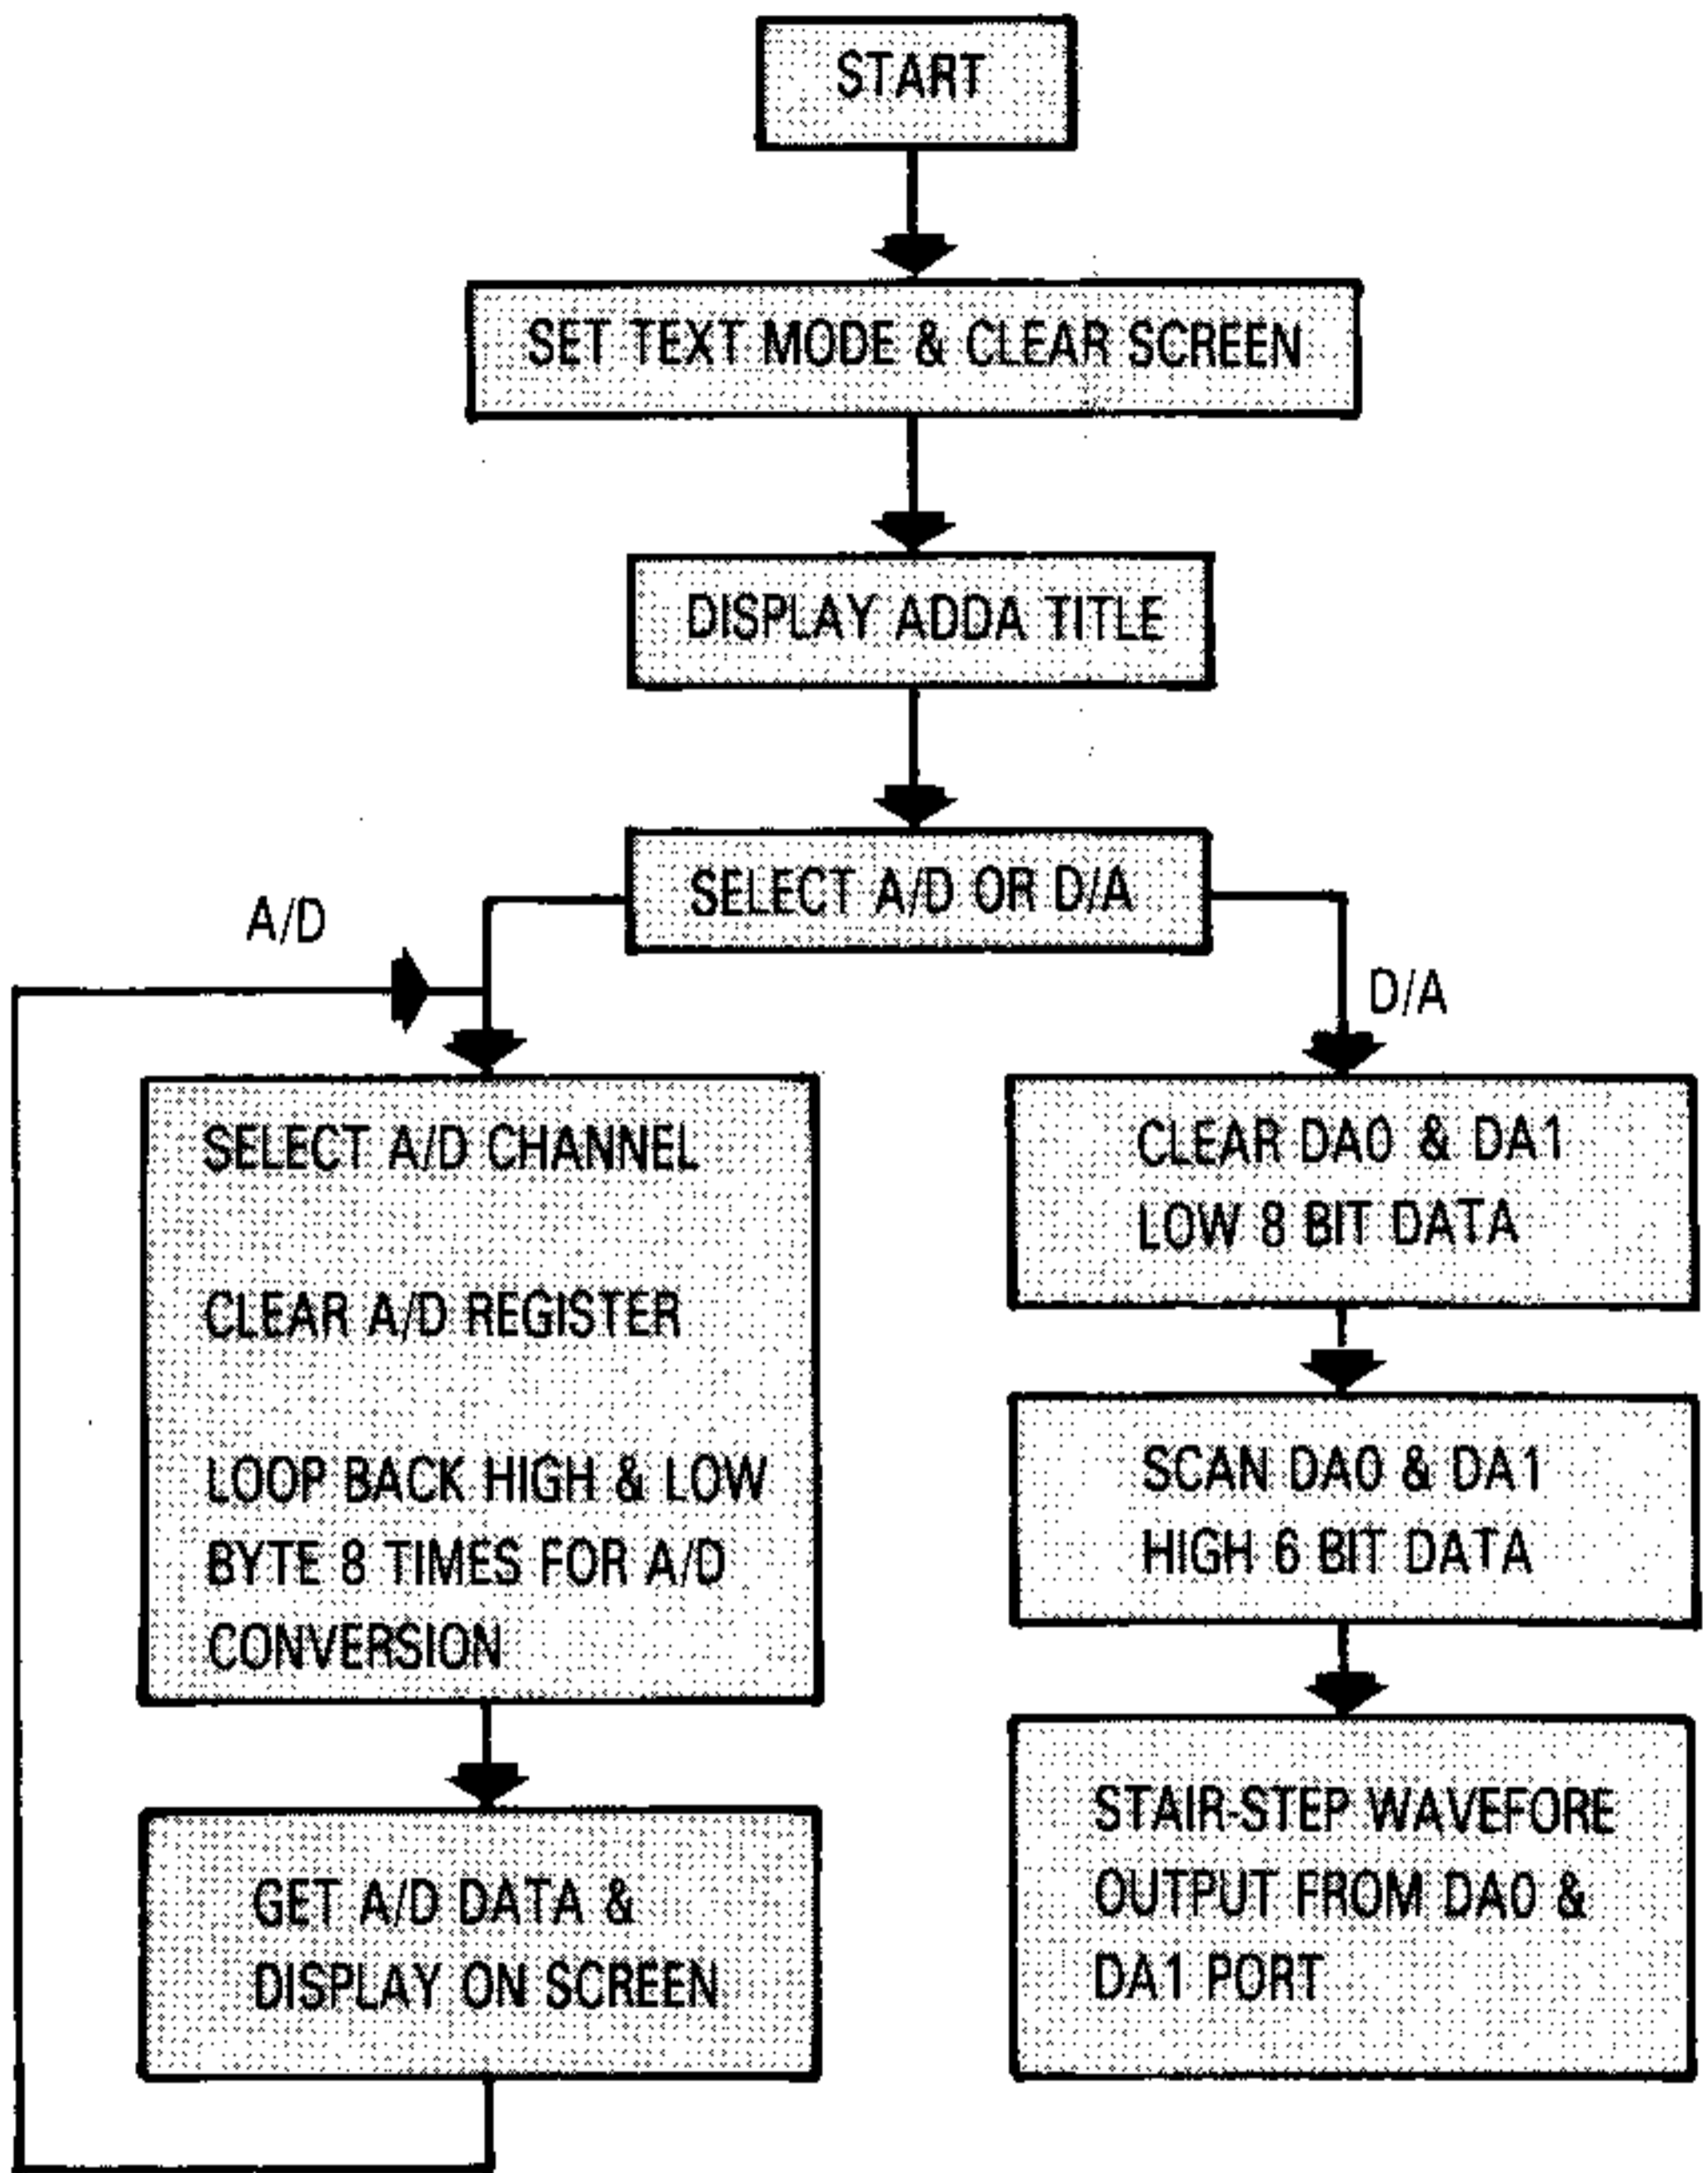 START
SET TEXT MODE & CLEAR SCREEN
DISPLAY ADDA TITLE
SELECT A/D OR D/A
A/D
D/A
SELECT A/D CHANNEL
CLEAR A/D REGISTER
LOOP BACK HIGH & LOW
BYTE 8 TIMES FOR A/D
CONVERSION
GET A/D DATA &
DISPLAY ON SCREEN
CLEAR DA0 & DA1
LOW 8 BIT DATA
SCAN DA0 & DA1
HIGH 6 BIT DATA
STAIR-STEP WAVEFORE
OUTPUT FROM DA0 &
DA1 PORT